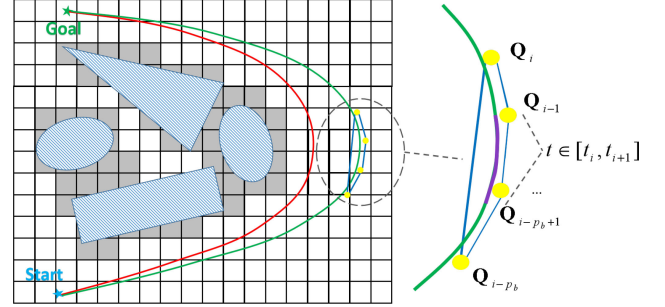 Goal
Start
Q_i
Q_{i-1}
t ∈ [t_i, t_{i+1}]
...
Q_{i-p_b+1}
Q_{i-p_b}